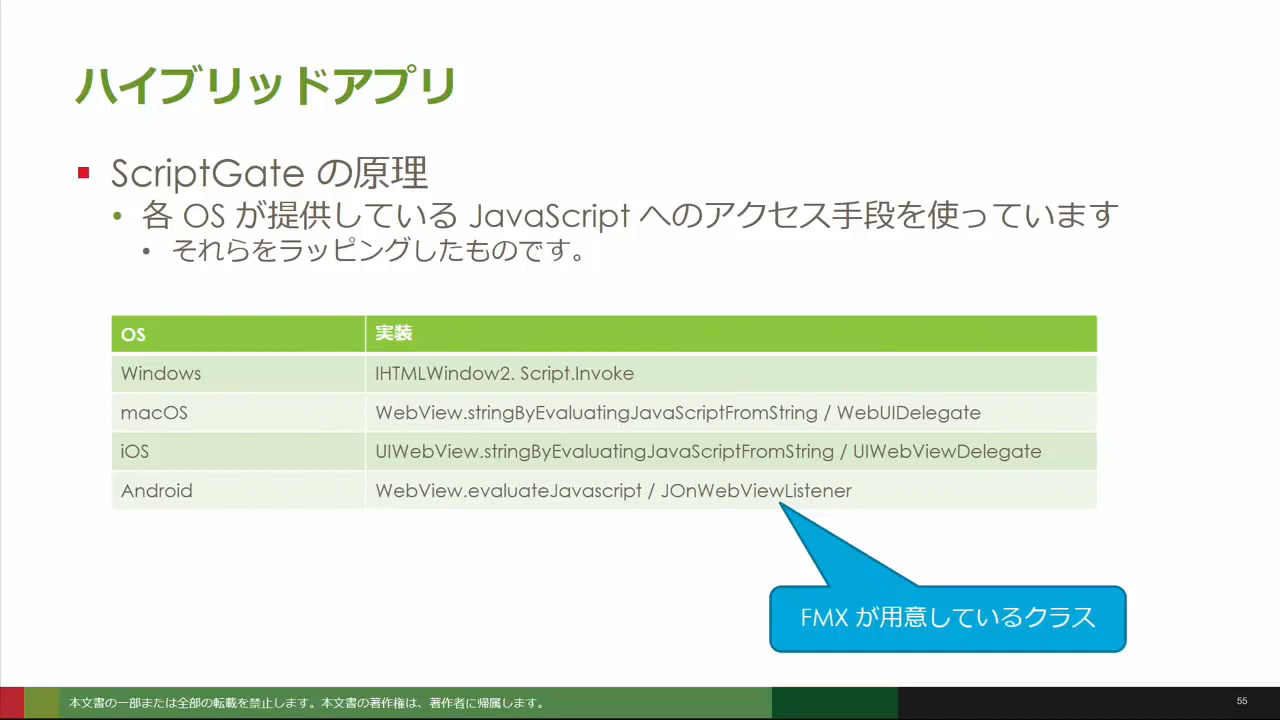 ハイブリッドアプリ
ScriptGate の原理
各 OS が提供している JavaScript へのアクセス手段を使っています
それらをラッピングしたものです。
OS 実装
Windows IHTMLWindow2. Script.Invoke
macOS WebView.stringByEvaluatingJavaScriptFromString / WebUIDelegate
iOS UIWebView.stringByEvaluatingJavaScriptFromString / UIWebViewDelegate
Android WebView.evaluateJavascript / JOnWebViewListener
FMX が用意しているクラス
本文書の一部または全部の転載を禁止します。本文書の著作権は、著作者に帰属します。
55